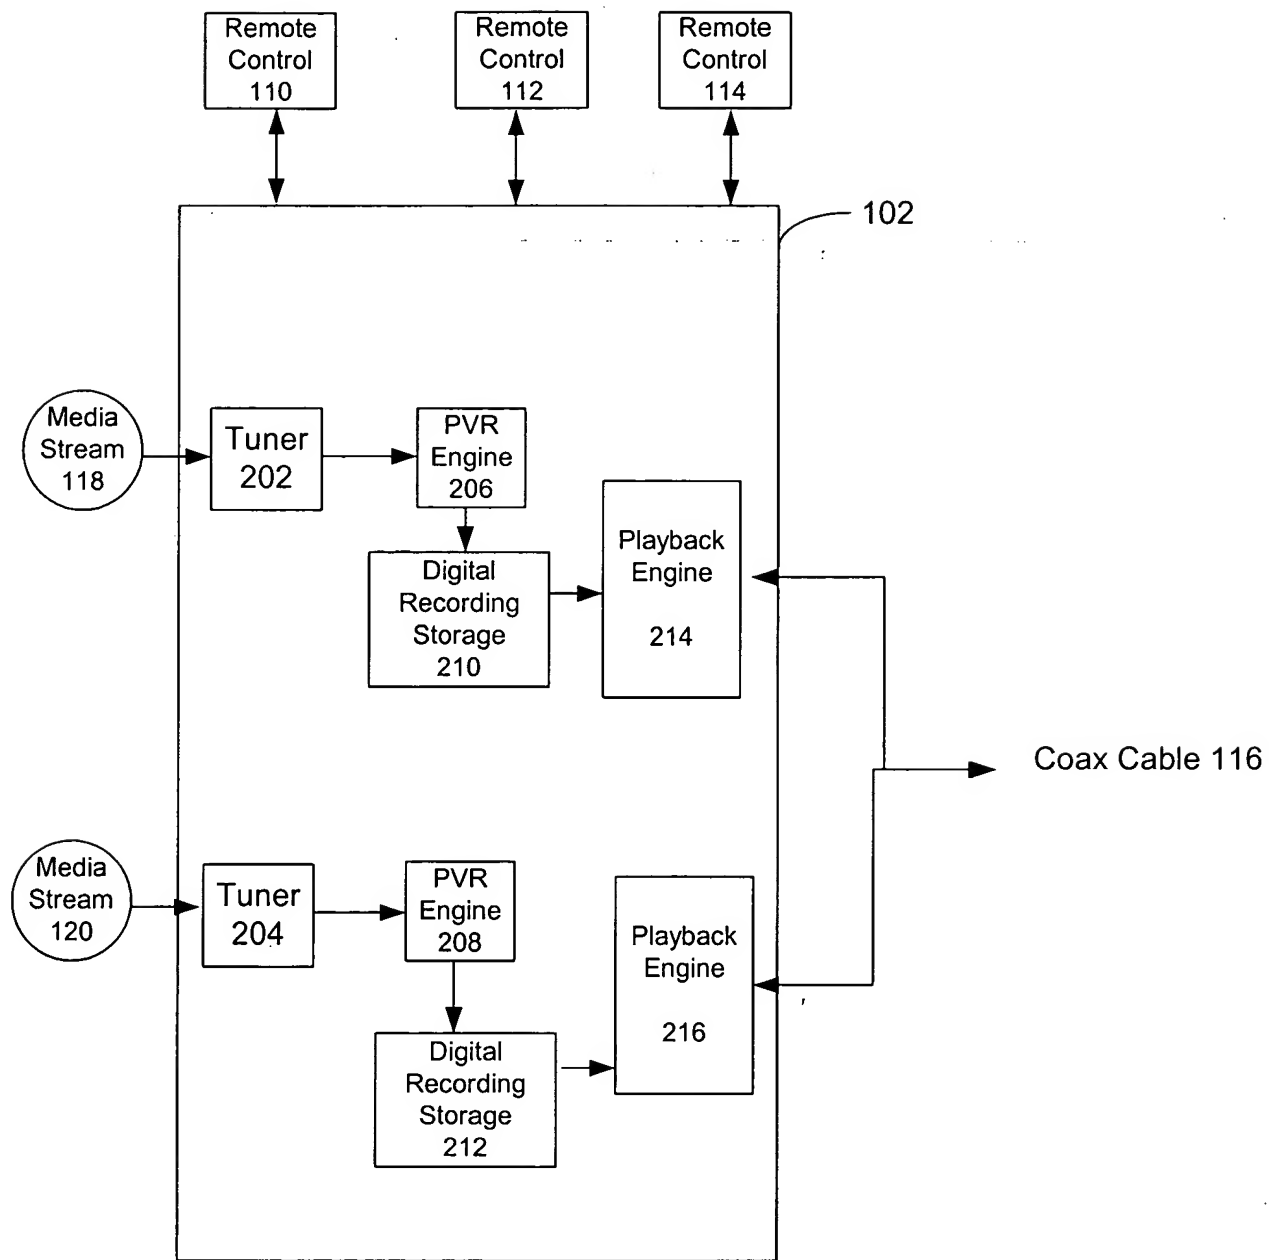 Remote
Control
110
Remote
Control
112
Remote
Control
114
102
Media
Stream
118
Tuner
202
PVR
Engine
206
Digital
Recording
Storage
210
Playback
Engine
214
Coax Cable 116
Media
Stream
120
Tuner
204
PVR
Engine
208
Digital
Recording
Storage
212
Playback
Engine
216